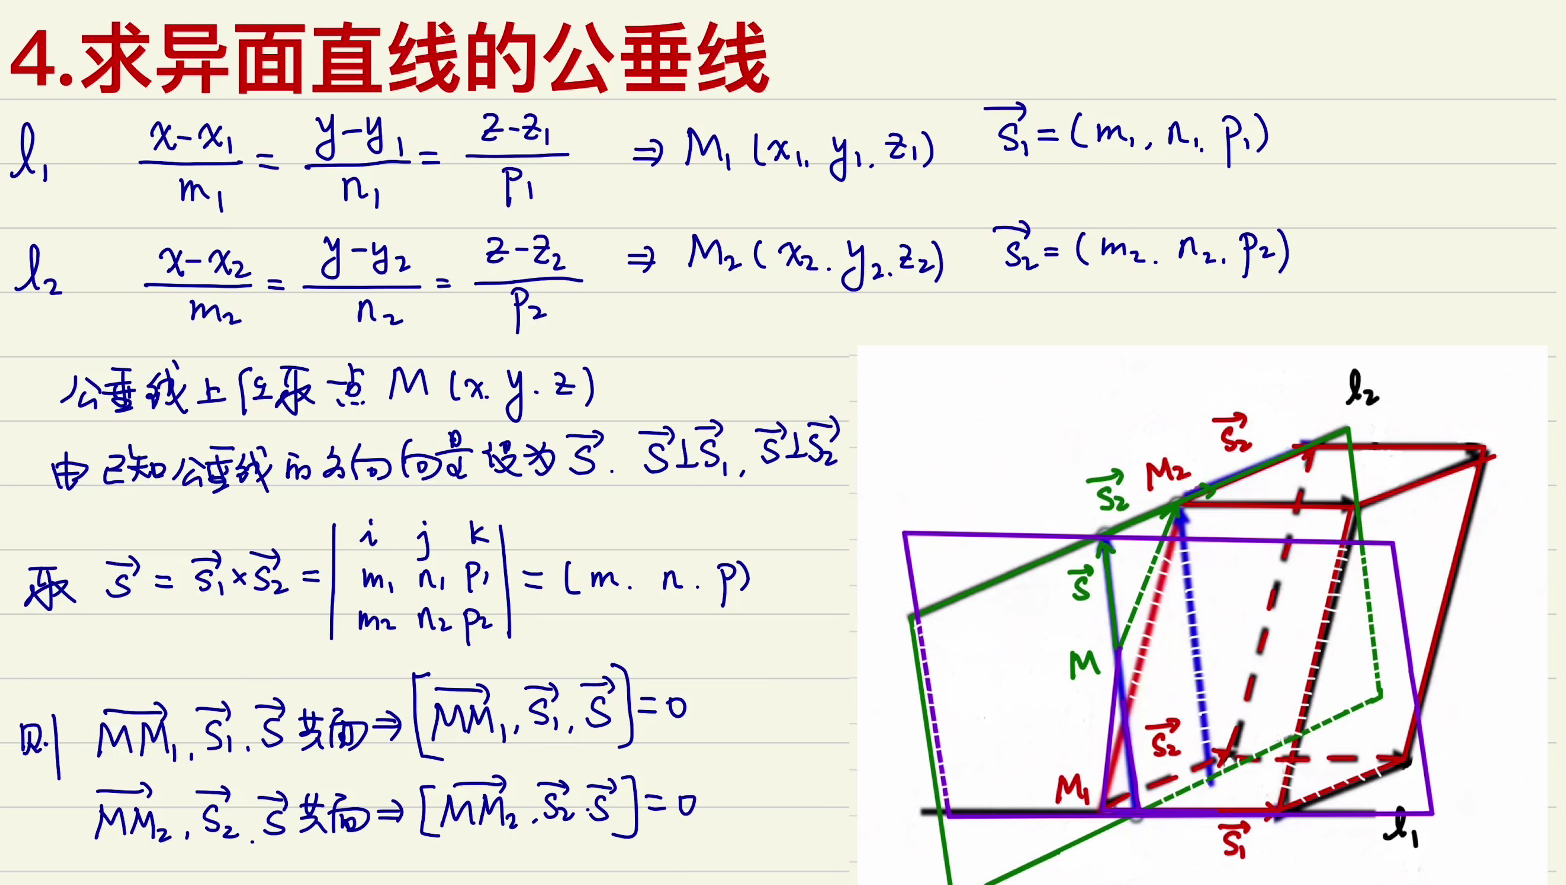 4.求异面直线的公垂线
l₁ (x-x₁)/m₁ = (y-y₁)/n₁ = (z-z₁)/p₁ ⇒ M₁(x₁, y₁, z₁) s₁⃗ = (m₁, n₁, p₁)
l₂ (x-x₂)/m₂ = (y-y₂)/n₂ = (z-z₂)/p₂ ⇒ M₂(x₂, y₂, z₂) s₂⃗ = (m₂, n₂, p₂)
公垂线上任取一点 M(x, y, z)
由已知公垂线的方向向量设为 s⃗. s⃗⊥s₁⃗, s⃗⊥s₂⃗
取 s⃗ = s₁⃗×s₂⃗ = | i j k
m₁ n₁ p₁
m₂ n₂ p₂ | = (m, n, p)
则 MM₁⃗, s₁⃗, s⃗ 共面 ⇒ [MM₁⃗, s₁⃗, s⃗] = 0
MM₂⃗, s₂⃗, s⃗ 共面 ⇒ [MM₂⃗, s₂⃗, s⃗] = 0
l₂
s₂⃗
M₂
s₂⃗
s⃗
M
s₂⃗
M₁
s₁⃗
l₁